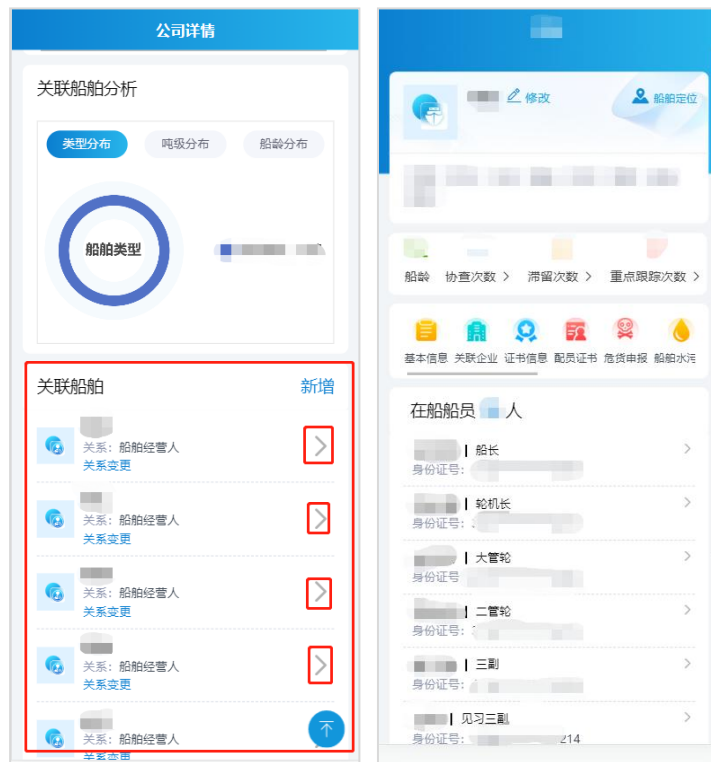 公司详情
关联船舶分析
类型分布 吨级分布 船龄分布
船舶类型
关联船舶 新增
关系：船舶经营人
关系变更
关系：船舶经营人
关系变更
关系：船舶经营人
关系变更
关系：船舶经营人
关系变更
关系：船舶经营人
关系变更
修改 船舶定位
船龄 协查次数 滞留次数 重点跟踪次数
基本信息 关联企业 证书信息 配员证书 危货申报 船舶水污
在船船员 人
船长
身份证号：
轮机长
身份证号：
大管轮
身份证号
二管轮
身份证号：
三副
身份证号：
见习三副
身份证号： 214